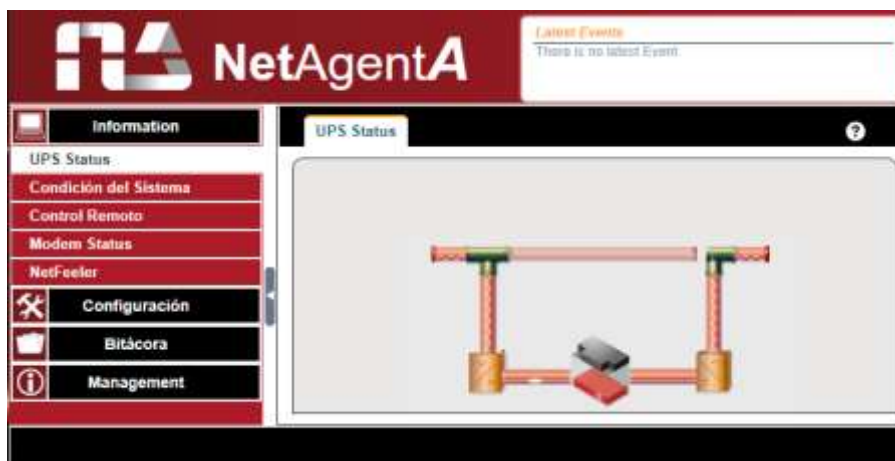 NetAgentA
Latest Events
There is no latest Event.
Information
UPS Status
Condición del Sistema
Control Remoto
Modem Status
NetFeeler
Configuración
Bitácora
Management
UPS Status
?